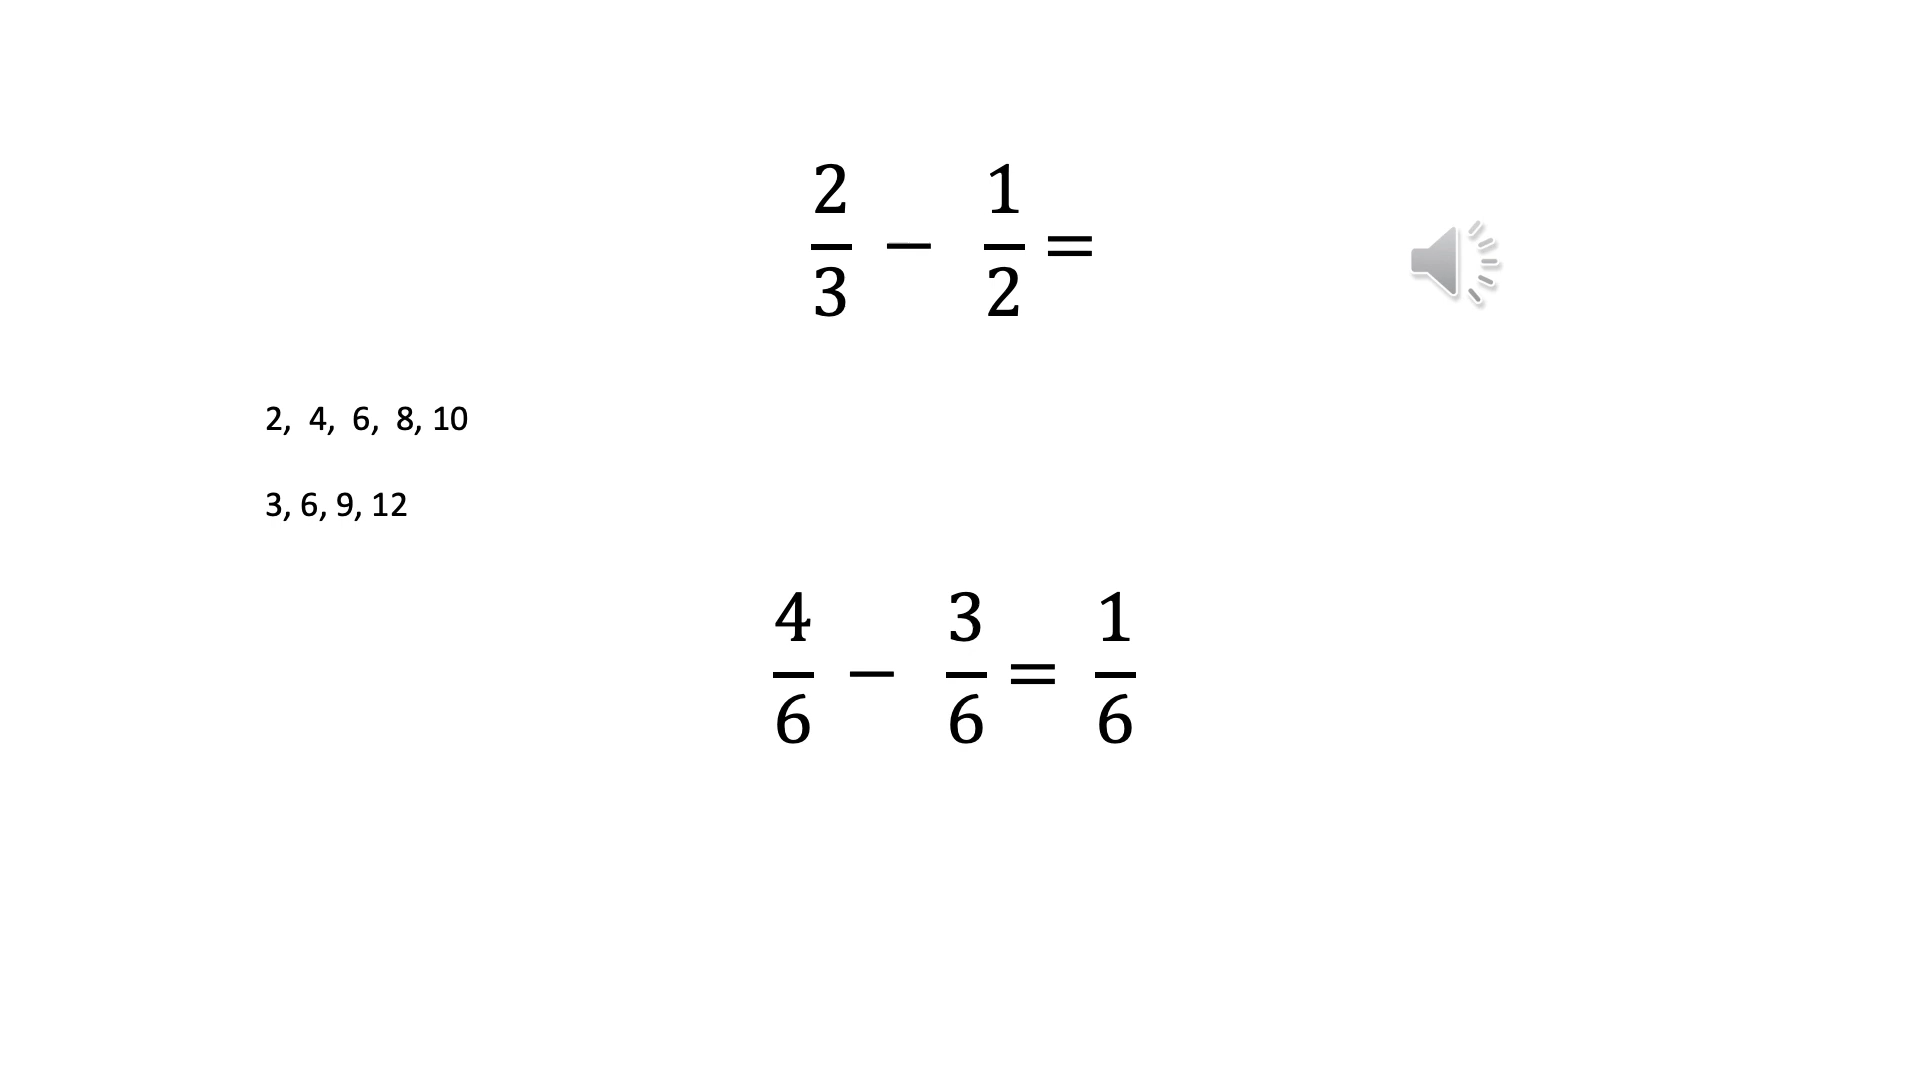 2/3 − 1/2 =
2, 4, 6, 8, 10
3, 6, 9, 12
4/6 − 3/6 = 1/6